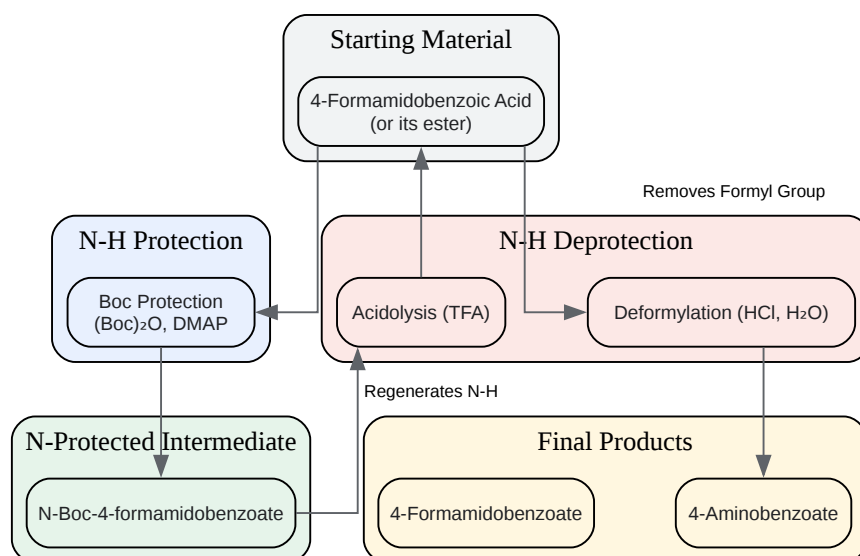 Starting Material
4-Formamidobenzoic Acid
(or its ester)
Removes Formyl Group
N-H Protection
N-H Deprotection
Boc Protection
(Boc)₂O, DMAP
Acidolysis (TFA)
Deformylation (HCl, H₂O)
Regenerates N-H
N-Protected Intermediate
Final Products
N-Boc-4-formamidobenzoate
4-Formamidobenzoate
4-Aminobenzoate